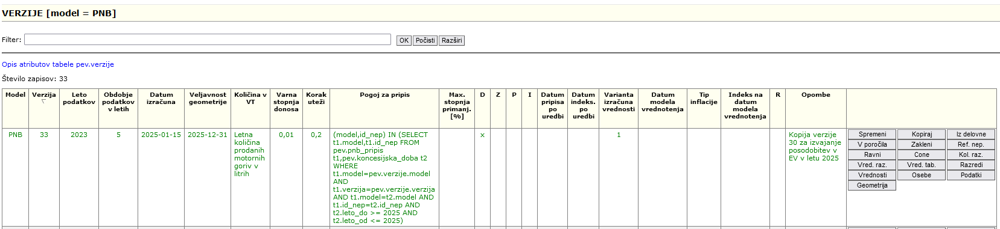 VERZIJE [model = PNB]
Filter:
OK
Počisti
Razširi
Opis atributov tabele pev.verzije
Število zapisov: 33
Model
Verzija
Leto
podatkov
Obdobje
podatkov
v letih
Datum
izračuna
Veljavnost
geometrije
Količina v
VT
Varna
stopnja
donosa
Korak
uteži
Pogoj za pripis
Max.
stopnja
primanj.
[%]
D
Z
P
I
Datum
pripisa
po
uredbi
Datum
indeks.
po
uredbi
Varianta
izračuna
vrednosti
Datum
modela
vrednotenja
Tip
inflacije
Indeks na
datum
modela
vrednotenja
R
Opombe
PNB
33
2023
5
2025-01-15
2025-12-31
Letna
količina
prodanih
motornih
goriv v
litrih
0,01
0,2
(model,id_nep) IN (SELECT
t1.model,t1.id_nep FROM
pev.pnb_pripis
t1,pev.koncesijska_doba t2
WHERE
t1.model=pev.verzije.model
AND
t1.verzija=pev.verzije.verzija
AND t1.model=t2.model AND
t1.id_nep=t2.id_nep AND
t2.leto_do >= 2025 AND
t2.leto_od <= 2025)
x
1
Kopija verzije
30 za izvajanje
posodobitev v
EV v letu 2025
Spremeni
Kopiraj
Iz delovne
V poročila
Zakleni
Ref. nep.
Ravni
Cone
Kol. raz.
Vred. raz.
Vred. tab.
Razredi
Vrednosti
Osebe
Podatki
Geometrija